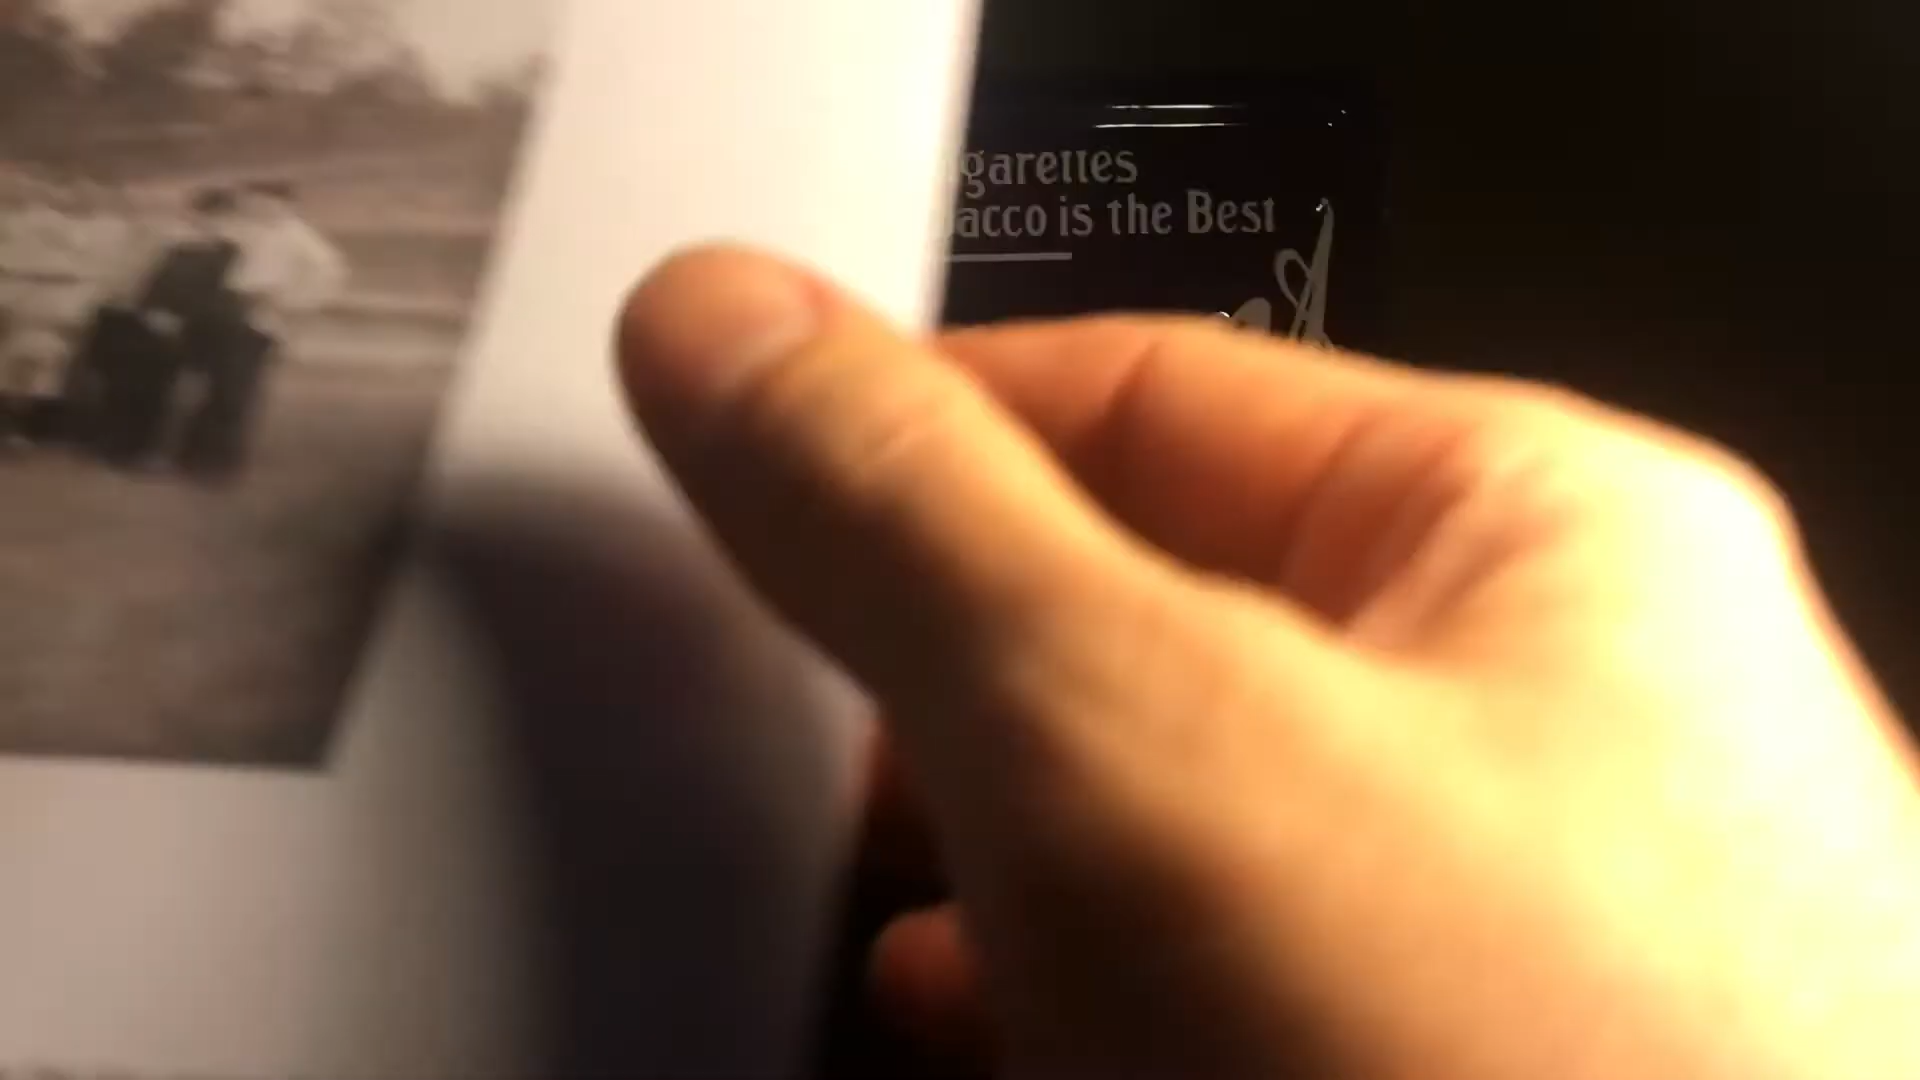 garettes
acco is the Best